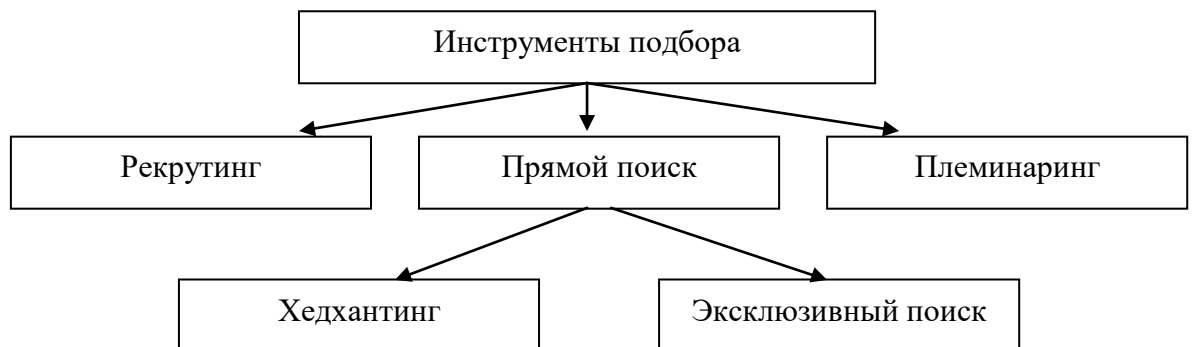 Инструменты подбора
Рекрутинг
Прямой поиск
Племинаринг
Хедхантинг
Эксклюзивный поиск